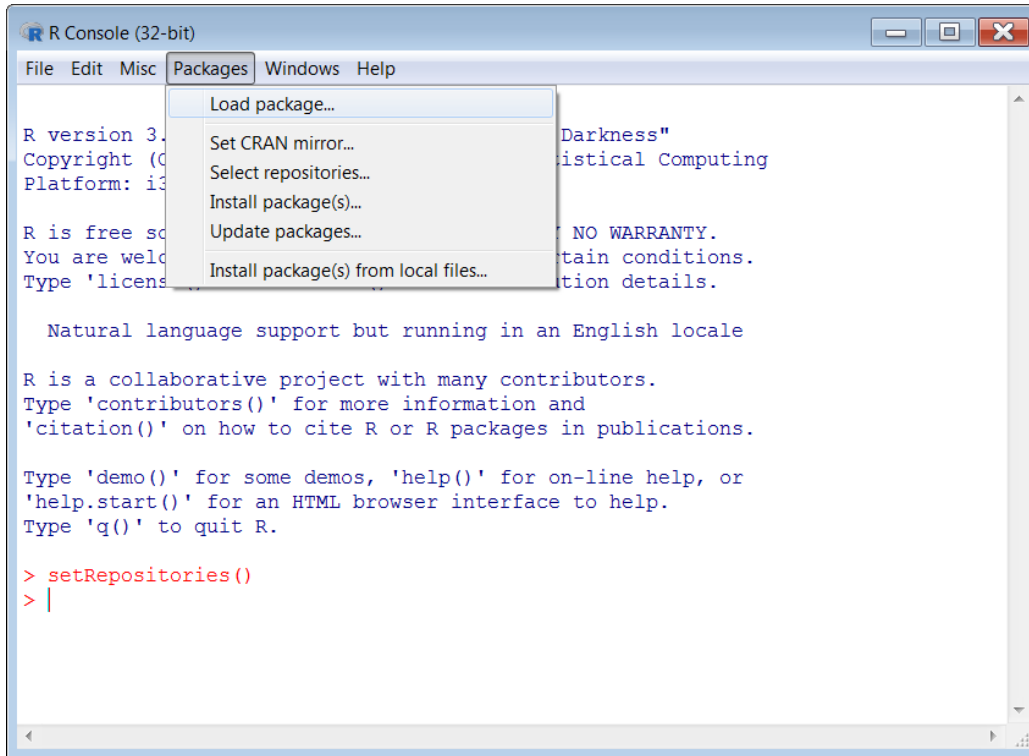 R Console (32-bit)
File Edit Misc Packages Windows Help
Load package...
Set CRAN mirror...
Select repositories...
Install package(s)...
Update packages...
Install package(s) from local files...
R version 3. Darkness"
Copyright (C istical Computing
Platform: i3
R is free so NO WARRANTY.
You are welc tain conditions.
Type 'licens tion details.
Natural language support but running in an English locale
R is a collaborative project with many contributors.
Type 'contributors()' for more information and
'citation()' on how to cite R or R packages in publications.
Type 'demo()' for some demos, 'help()' for on-line help, or
'help.start()' for an HTML browser interface to help.
Type 'q()' to quit R.
> setRepositories()
>